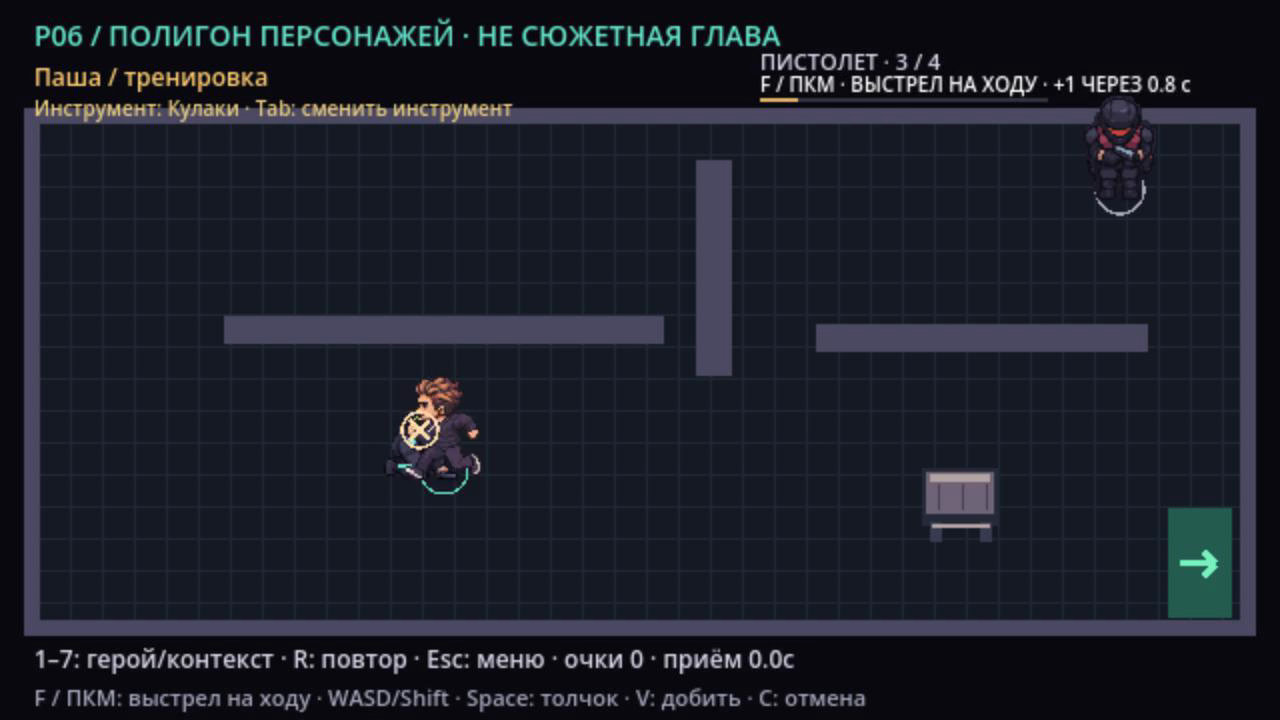 P06 / ПОЛИГОН ПЕРСОНАЖЕЙ · НЕ СЮЖЕТНАЯ ГЛАВА
ПИСТОЛЕТ · 3 / 4
Паша / тренировка
F / ПКМ · ВЫСТРЕЛ НА ХОДУ · +1 ЧЕРЕЗ 0.8 с
Инструмент: Кулаки · Tab: сменить инструмент
1–7: герой/контекст · R: повтор · Esc: меню · очки 0 · приём 0.0с
F / ПКМ: выстрел на ходу · WASD/Shift · Space: толчок · V: добить · C: отмена